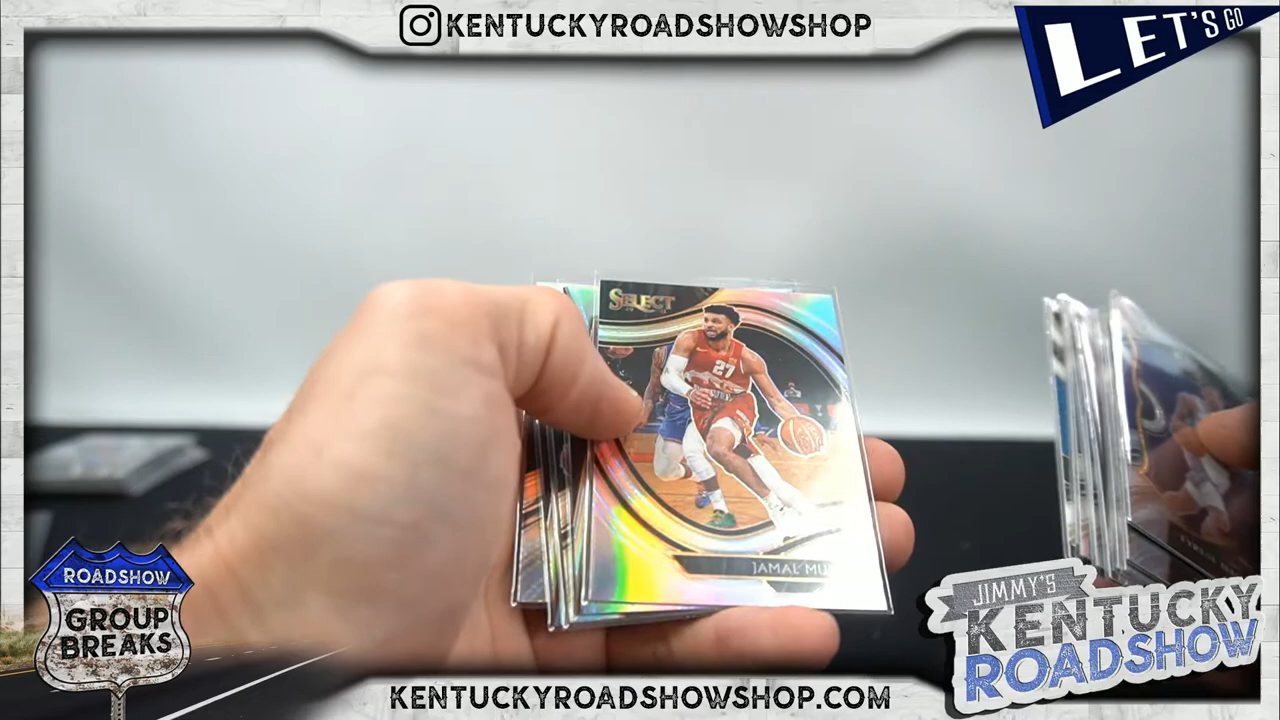 KENTUCKYROADSHOWSHOP
LET'S GO
SELECT
27
JAMAL MU
ROADSHOW
GROUP
BREAKS
JIMMY'S
KENTUCKY
ROADSHOW
KENTUCKYROADSHOWSHOP.COM